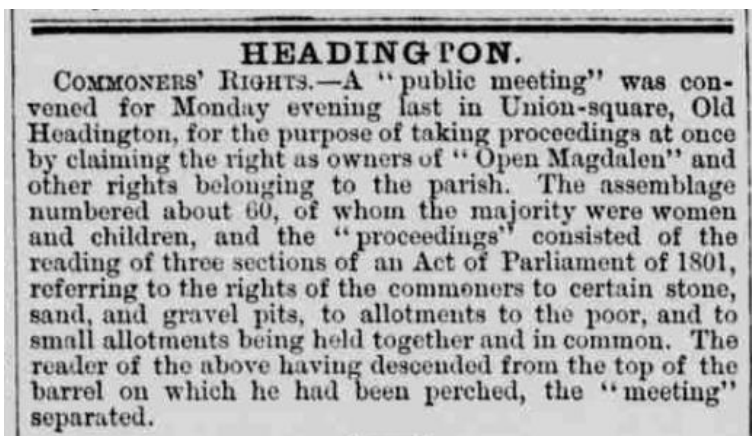 HEADINGTON.
COMMONERS' RIGHTS.—A "public meeting" was con-
vened for Monday evening last in Union-square, Old
Headington, for the purpose of taking proceedings at once
by claiming the right as owners of "Open Magdalen" and
other rights belonging to the parish. The assemblage
numbered about 60, of whom the majority were women
and children, and the "proceedings" consisted of the
reading of three sections of an Act of Parliament of 1801,
referring to the rights of the commoners to certain stone,
sand, and gravel pits, to allotments to the poor, and to
small allotments being held together and in common. The
reader of the above having descended from the top of the
barrel on which he had been perched, the "meeting"
separated.